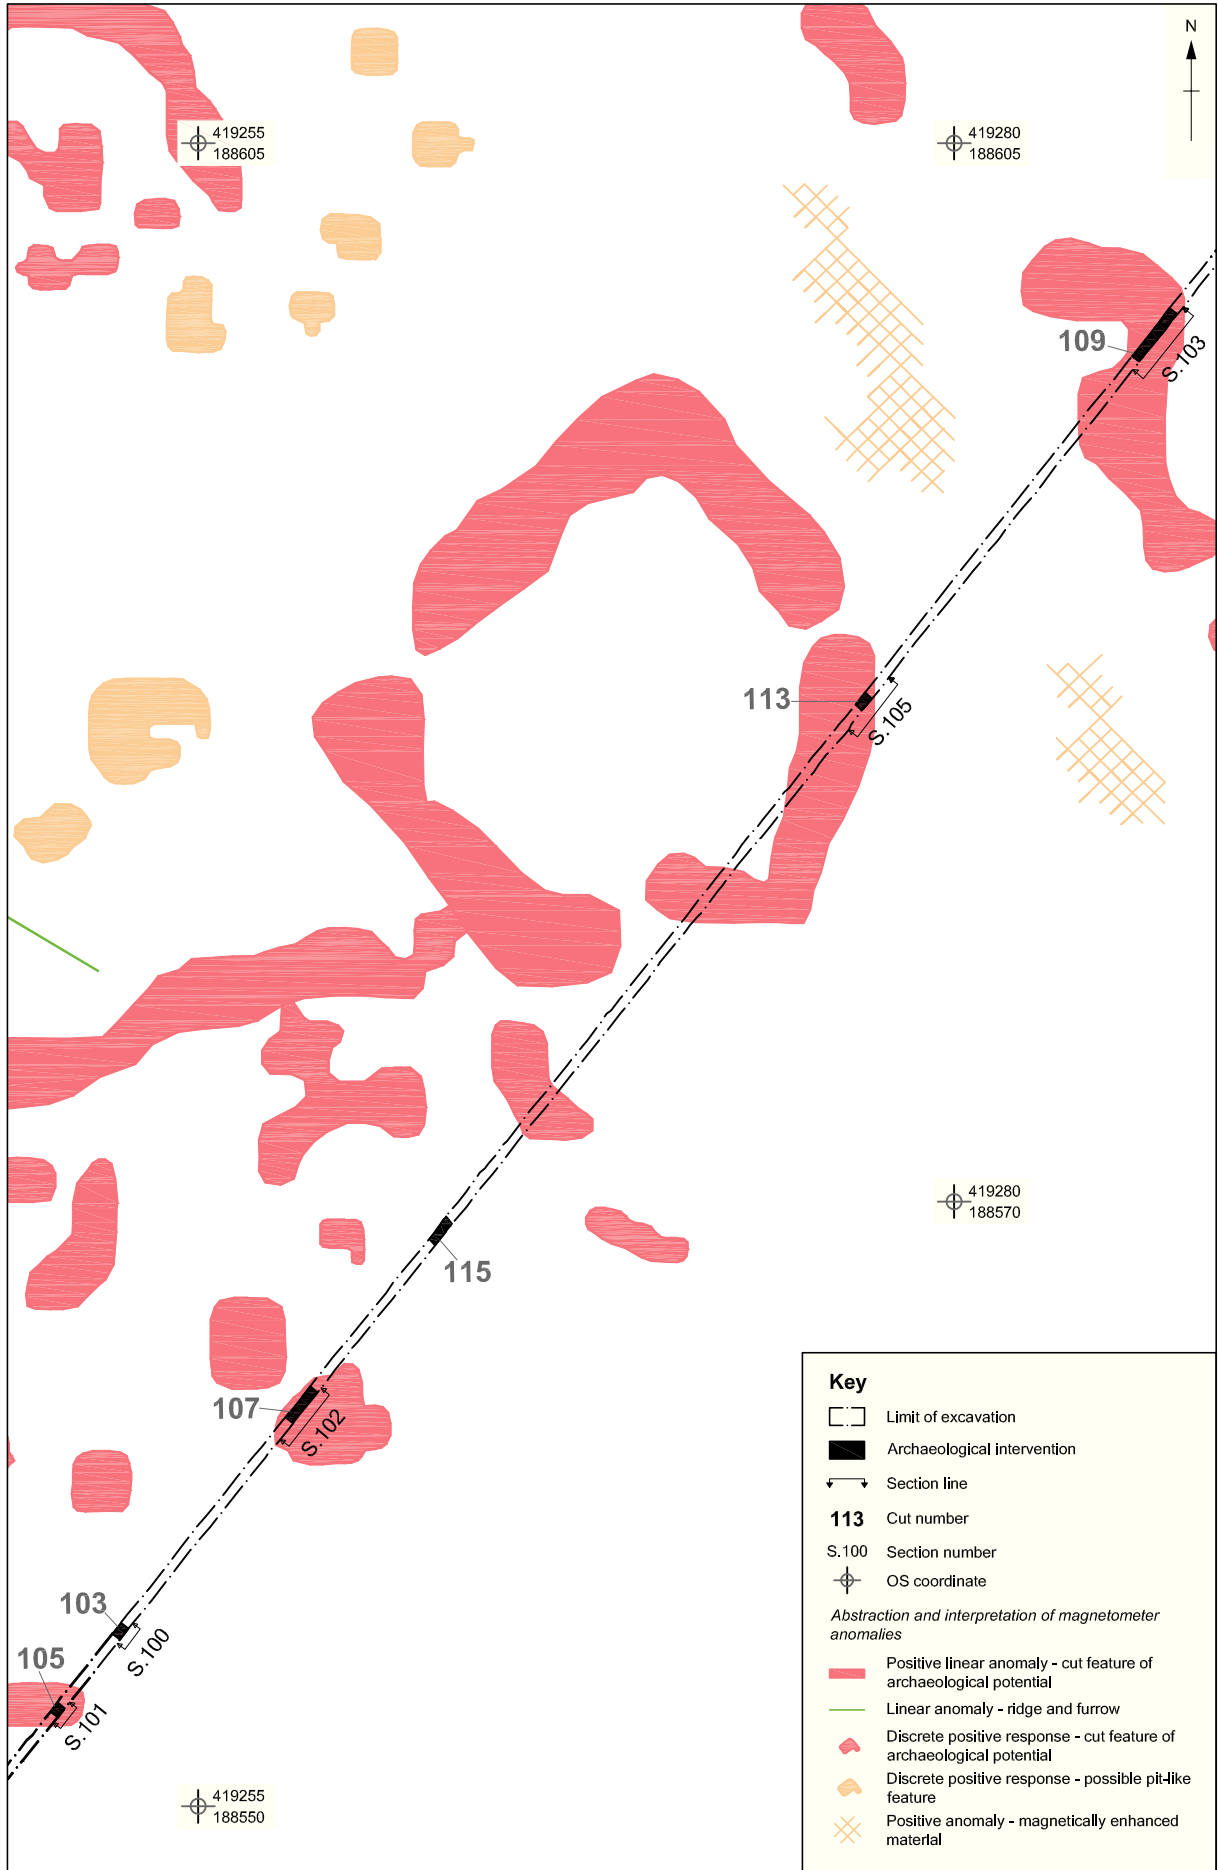 N
419255
188605
419280
188605
109
S.103
113
S.105
419280
188570
115
107
S.102
103
S.100
105
S.101
419255
188550
Key
Limit of excavation
Archaeological intervention
Section line
113 Cut number
S.100 Section number
OS coordinate
Abstraction and interpretation of magnetometer
anomalies
Positive linear anomaly - cut feature of
archaeological potential
Linear anomaly - ridge and furrow
Discrete positive response - cut feature of
archaeological potential
Discrete positive response - possible pit-like
feature
Positive anomaly - magnetically enhanced
material